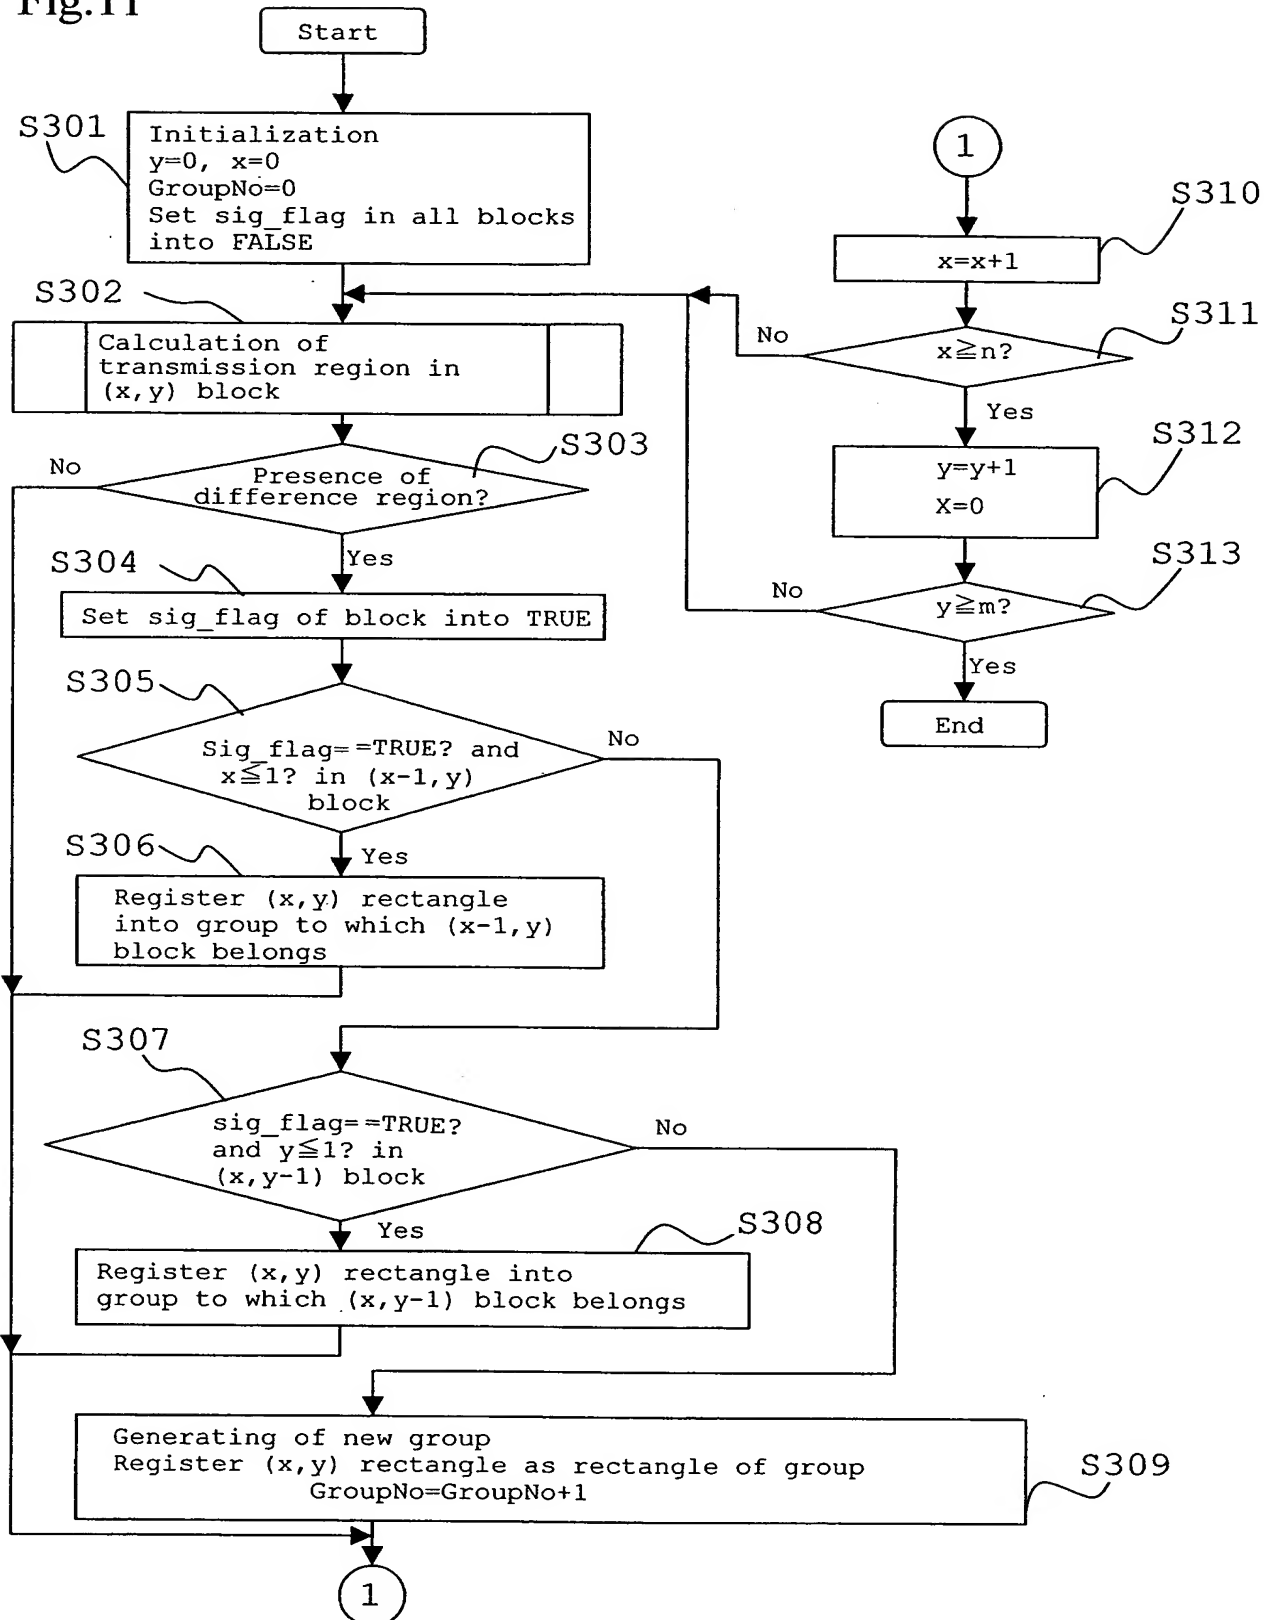 Fig.11
Start
S301
Initialization
y=0, x=0
GroupNo=0
Set sig_flag in all blocks
into FALSE
S302
Calculation of
transmission region in
(x,y) block
S303
No
Presence of
difference region?
Yes
S304
Set sig_flag of block into TRUE
S305
Sig_flag==TRUE? and
x≦1? in (x-1,y)
block
No
Yes
S306
Register (x,y) rectangle
into group to which (x-1,y)
block belongs
S307
sig_flag==TRUE?
and y≦1? in
(x,y-1) block
No
Yes
S308
Register (x,y) rectangle into
group to which (x,y-1) block belongs
Generating of new group
Register (x,y) rectangle as rectangle of group
GroupNo=GroupNo+1
S309
1
1
S310
x=x+1
S311
No
x≧n?
Yes
S312
y=y+1
X=0
S313
No
y≧m?
Yes
End